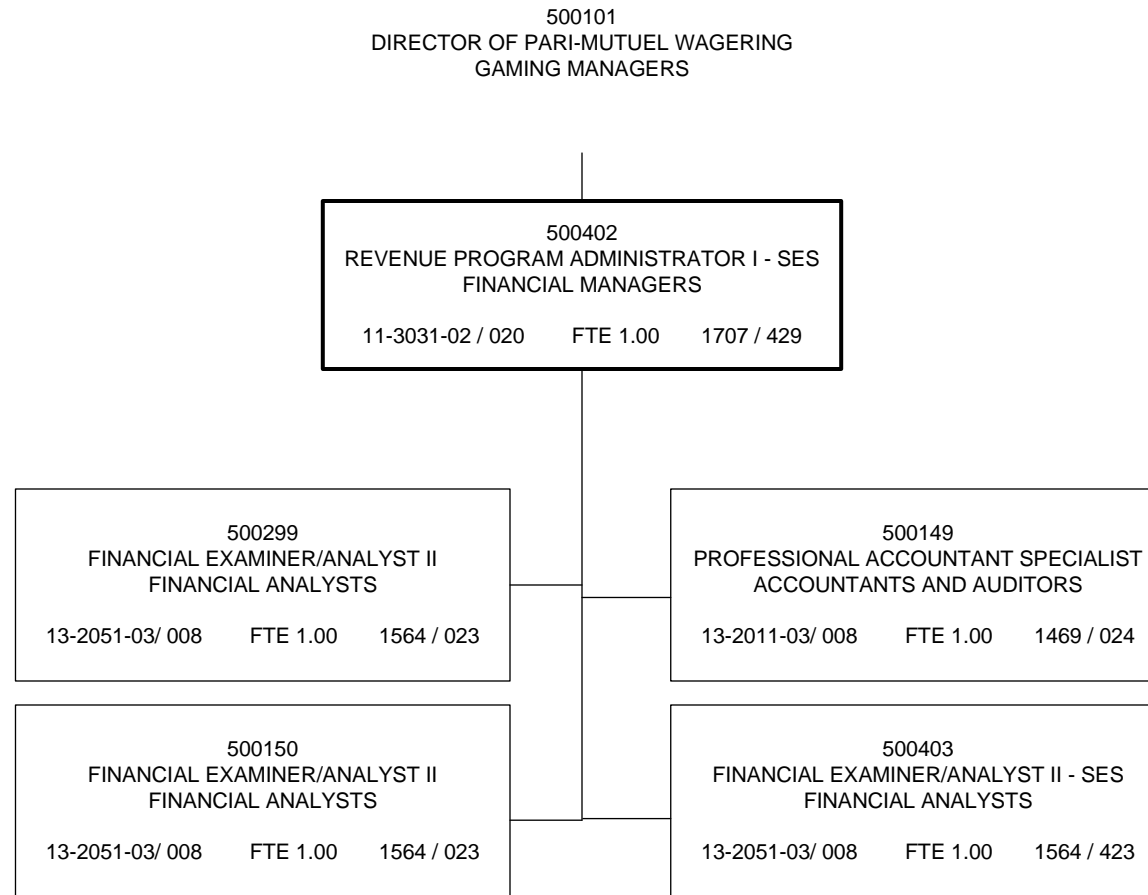 500101
DIRECTOR OF PARI-MUTUEL WAGERING
GAMING MANAGERS
500402
REVENUE PROGRAM ADMINISTRATOR I - SES
FINANCIAL MANAGERS
11-3031-02 / 020 FTE 1.00 1707 / 429
500299
FINANCIAL EXAMINER/ANALYST II
FINANCIAL ANALYSTS
13-2051-03/ 008 FTE 1.00 1564 / 023
500149
PROFESSIONAL ACCOUNTANT SPECIALIST
ACCOUNTANTS AND AUDITORS
13-2011-03/ 008 FTE 1.00 1469 / 024
500150
FINANCIAL EXAMINER/ANALYST II
FINANCIAL ANALYSTS
13-2051-03/ 008 FTE 1.00 1564 / 023
500403
FINANCIAL EXAMINER/ANALYST II - SES
FINANCIAL ANALYSTS
13-2051-03/ 008 FTE 1.00 1564 / 423